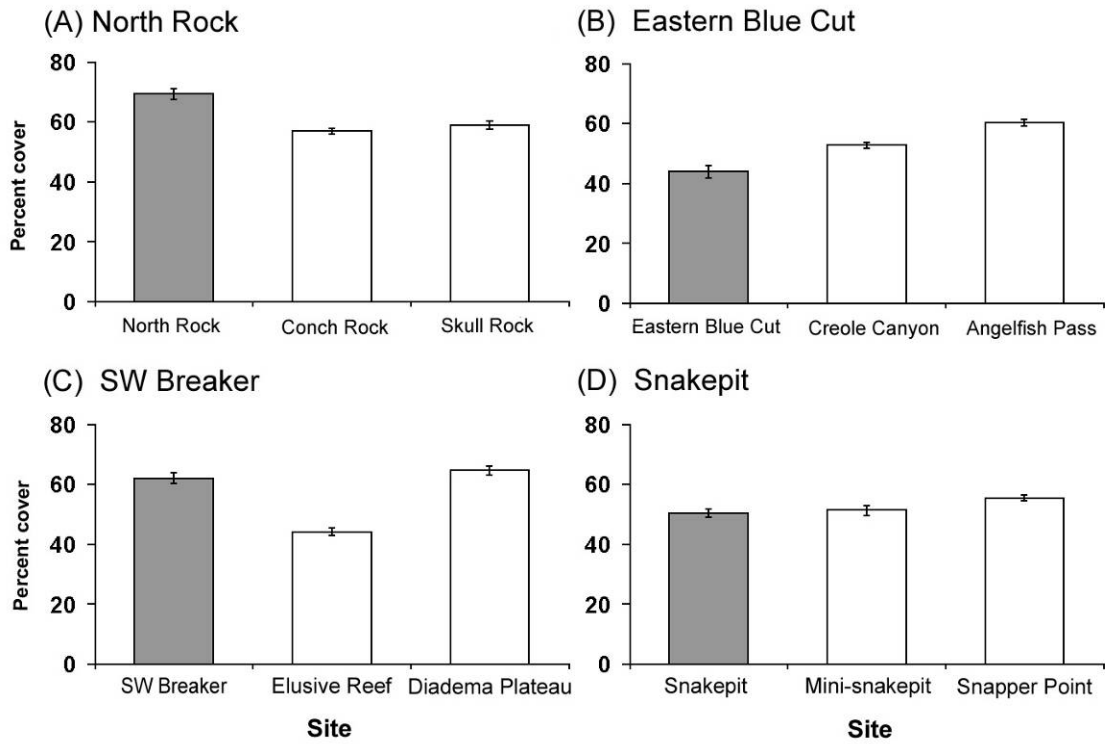 (A) North Rock
80
60
40
20
0
Percent cover
North Rock Conch Rock Skull Rock
(B) Eastern Blue Cut
80
60
40
20
0
Eastern Blue Cut Creole Canyon Angelfish Pass
(C) SW Breaker
80
60
40
20
0
Percent cover
SW Breaker Elusive Reef Diadema Plateau
Site
(D) Snakepit
80
60
40
20
0
Snakepit Mini-snakepit Snapper Point
Site